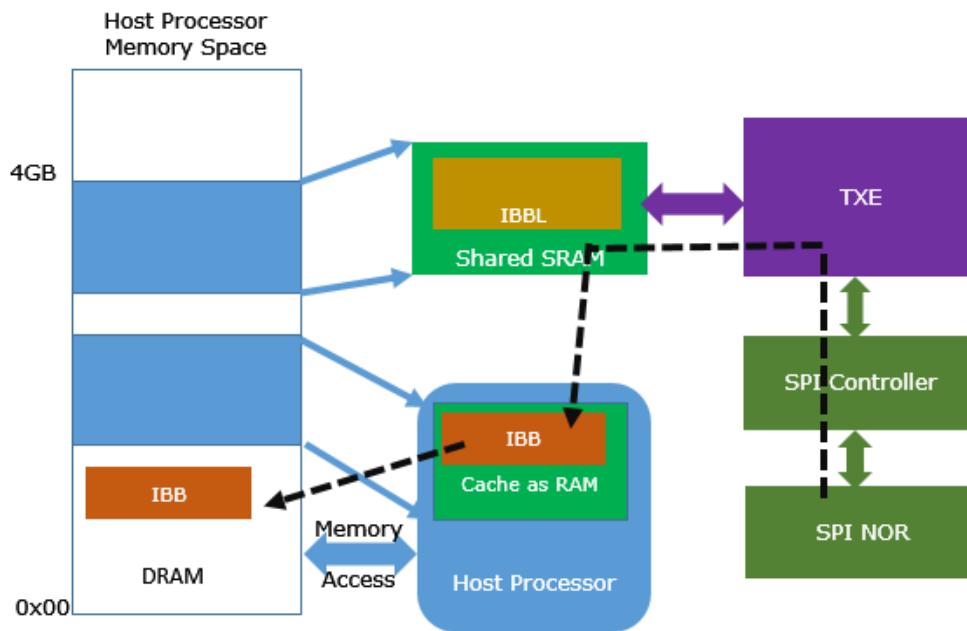 Host Processor
Memory Space
4GB
IBBL
Shared SRAM
TXE
SPI Controller
SPI NOR
IBB
Cache as RAM
Host Processor
IBB
DRAM
Memory
Access
0x00